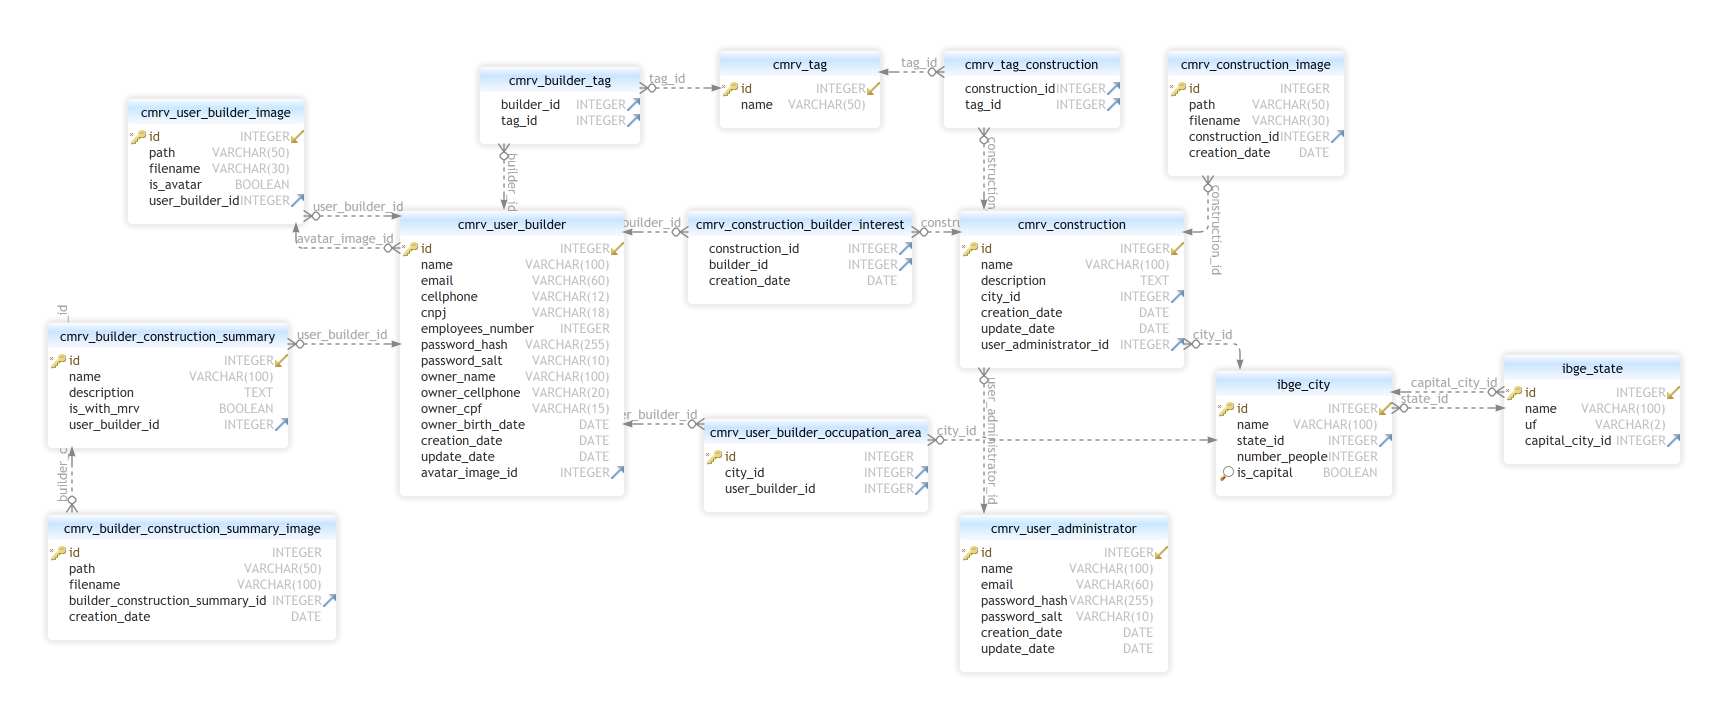 cmrv_user_builder_image
id INTEGER
path VARCHAR(50)
filename VARCHAR(30)
is_avatar BOOLEAN
user_builder_id INTEGER
cmrv_builder_tag
builder_id INTEGER
tag_id INTEGER
tag_id
cmrv_tag
id INTEGER
name VARCHAR(50)
tag_id
cmrv_tag_construction
construction_id INTEGER
tag_id INTEGER
cmrv_construction_image
id INTEGER
path VARCHAR(50)
filename VARCHAR(30)
construction_id INTEGER
creation_date DATE
builder_id
construction
construction_id
user_builder_id
avatar_image_id
cmrv_user_builder
id INTEGER
name VARCHAR(100)
email VARCHAR(60)
cellphone VARCHAR(12)
cnpj VARCHAR(18)
employees_number INTEGER
password_hash VARCHAR(255)
password_salt VARCHAR(10)
owner_name VARCHAR(100)
owner_cellphone VARCHAR(20)
owner_cpf VARCHAR(15)
owner_birth_date DATE
creation_date DATE
update_date DATE
avatar_image_id INTEGER
builder_id
cmrv_construction_builder_interest
construction_id INTEGER
builder_id INTEGER
creation_date DATE
constru
cmrv_construction
id INTEGER
name VARCHAR(100)
description TEXT
city_id INTEGER
creation_date DATE
update_date DATE
user_administrator_id INTEGER
city_id
cmrv_builder_construction_summary
id INTEGER
name VARCHAR(100)
description TEXT
is_with_mrv BOOLEAN
user_builder_id INTEGER
user_builder_id
er_builder_id
cmrv_user_builder_occupation_area
id INTEGER
city_id INTEGER
user_builder_id INTEGER
city_id
user_administrator_id
ibge_city
id INTEGER
name VARCHAR(100)
state_id INTEGER
number_people INTEGER
is_capital BOOLEAN
capital_city_id
state_id
ibge_state
id INTEGER
name VARCHAR(100)
uf VARCHAR(2)
capital_city_id INTEGER
builder_c
cmrv_builder_construction_summary_image
id INTEGER
path VARCHAR(50)
filename VARCHAR(100)
builder_construction_summary_id INTEGER
creation_date DATE
cmrv_user_administrator
id INTEGER
name VARCHAR(100)
email VARCHAR(60)
password_hash VARCHAR(255)
password_salt VARCHAR(10)
creation_date DATE
update_date DATE